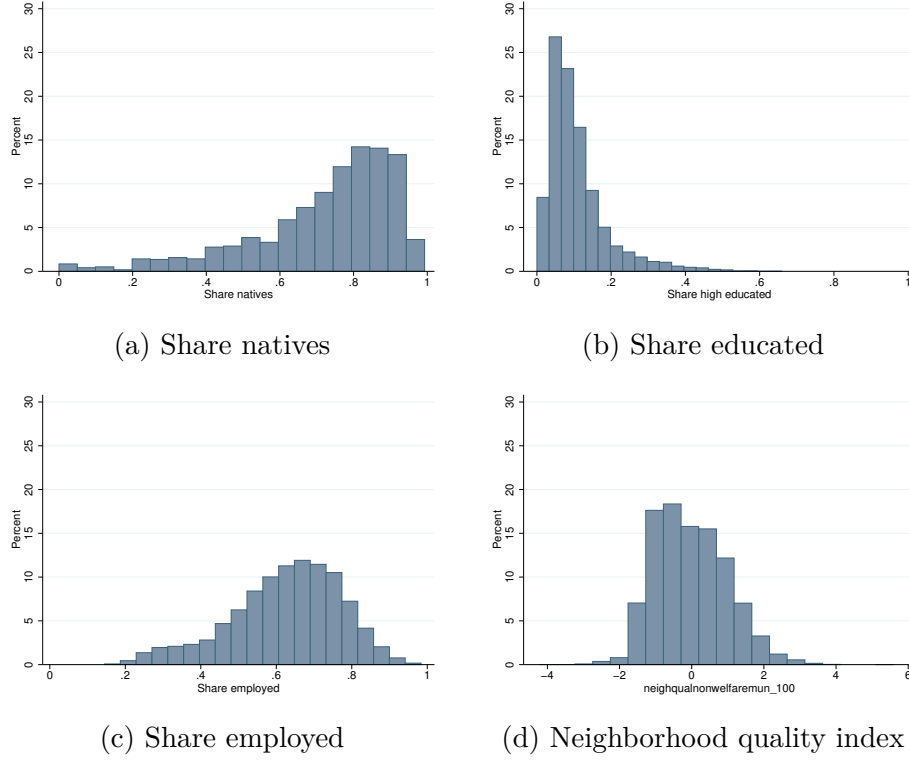 Percent
0 5 10 15 20 25 30
0 .2 .4 .6 .8 1
Share natives
(a) Share natives
Percent
0 5 10 15 20 25 30
0 .2 .4 .6 .8 1
Share high educated
(b) Share educated
Percent
0 5 10 15 20 25 30
0 .2 .4 .6 .8 1
Share employed
(c) Share employed
Percent
0 5 10 15 20 25 30
−4 −2 0 2 4 6
neighqualnonwelfaremun_100
(d) Neighborhood quality index